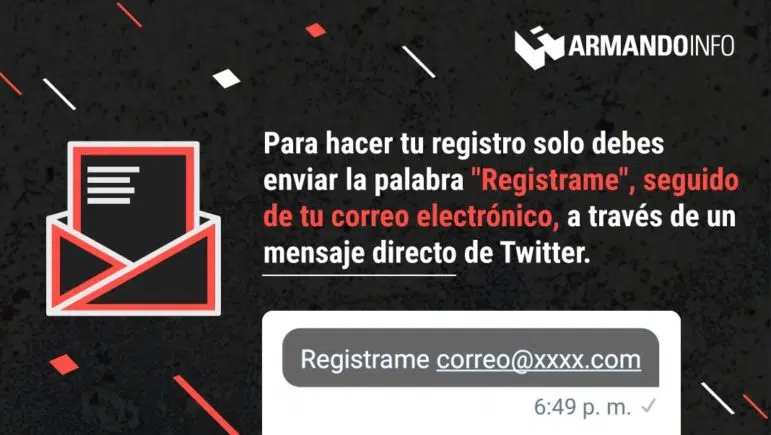 ARMANDOINFO
Para hacer tu registro solo debes
enviar la palabra "Registrame", seguido
de tu correo electrónico, a través de un
mensaje directo de Twitter.
Registrame correo@xxxx.com
6:49 p. m. ✓